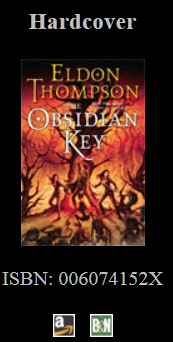 Hardcover
ELDON
THOMPSON
THE
OBSIDIAN
KEY
ISBN: 006074152X
a
B&N